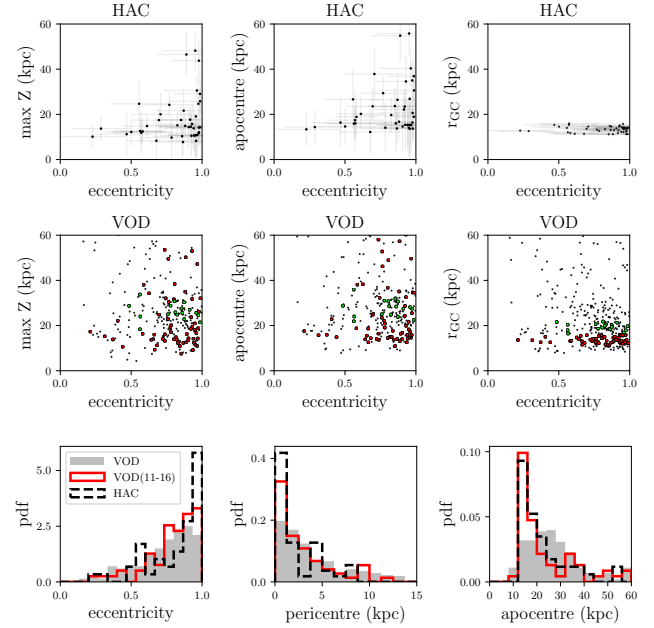 HAC HAC HAC
60 60 60
40 40 40
20 20 20
0 0 0
max Z (kpc) apocentre (kpc) r_GC (kpc)
0.0 0.5 1.0 0.0 0.5 1.0 0.0 0.5 1.0
eccentricity eccentricity eccentricity
VOD VOD VOD
60 60 60
40 40 40
20 20 20
0 0 0
max Z (kpc) apocentre (kpc) r_GC (kpc)
0.0 0.5 1.0 0.0 0.5 1.0 0.0 0.5 1.0
eccentricity eccentricity eccentricity
VOD
VOD(11-16)
HAC
5.0 0.4 0.10
2.5 0.2 0.05
0.0 0.0 0.00
pdf pdf pdf
0.0 0.5 1.0 0 5 10 15 0 10 20 30 40 50 60
eccentricity pericentre (kpc) apocentre (kpc)